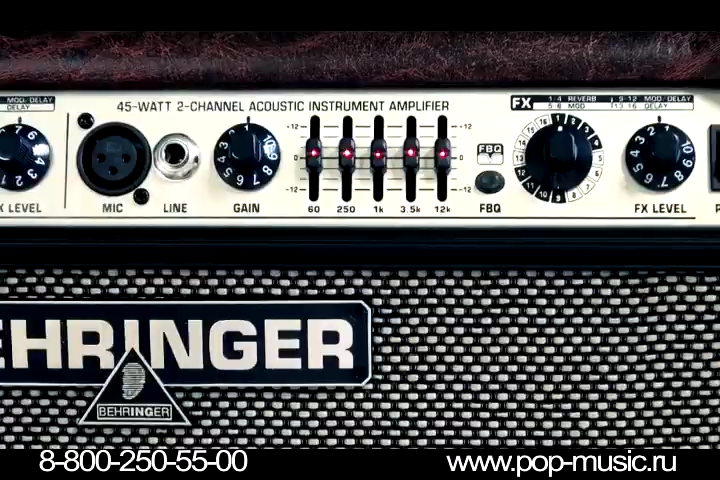 MOD/DELAY
DELAY
45-WATT 2-CHANNEL ACOUSTIC INSTRUMENT AMPLIFIER
FX 1-4 REVERB 9-12 MOD/DELAY
5-8 MOD 13-16 DELAY
+12 +12
0 0
-12 -12
FBQ
LEVEL MIC LINE GAIN 60 250 1k 3.5k 12k FBQ FX LEVEL
EHRINGER
BEHRINGER
8-800-250-55-00 www.pop-music.ru